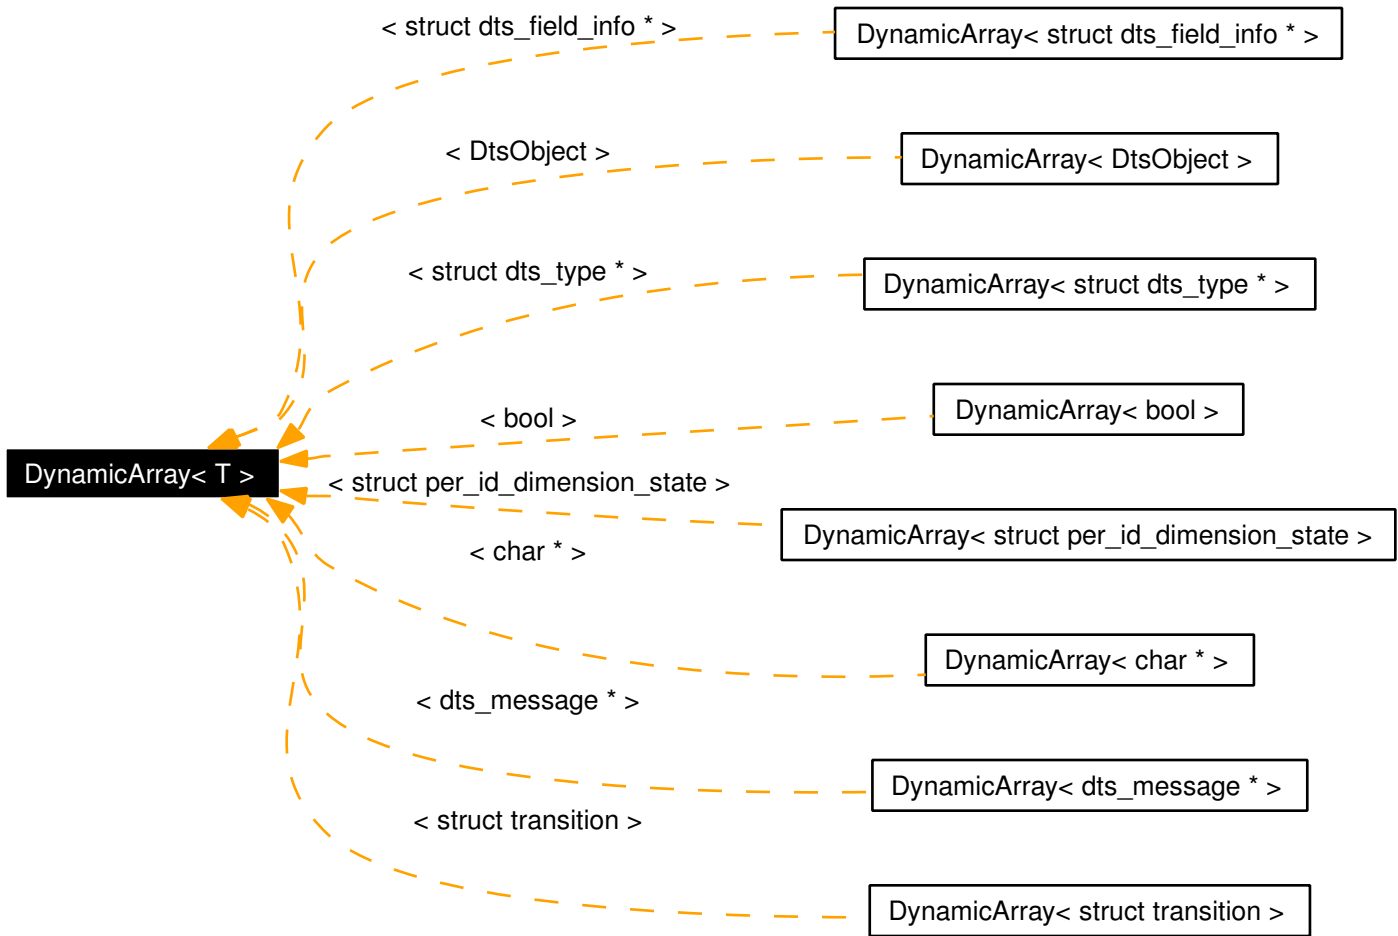 < struct dts_field_info * >
DynamicArray< struct dts_field_info * >
< DtsObject >
DynamicArray< DtsObject >
< struct dts_type * >
DynamicArray< struct dts_type * >
< bool >
DynamicArray< bool >
DynamicArray< T >
< struct per_id_dimension_state >
DynamicArray< struct per_id_dimension_state >
< char * >
DynamicArray< char * >
< dts_message * >
DynamicArray< dts_message * >
< struct transition >
DynamicArray< struct transition >